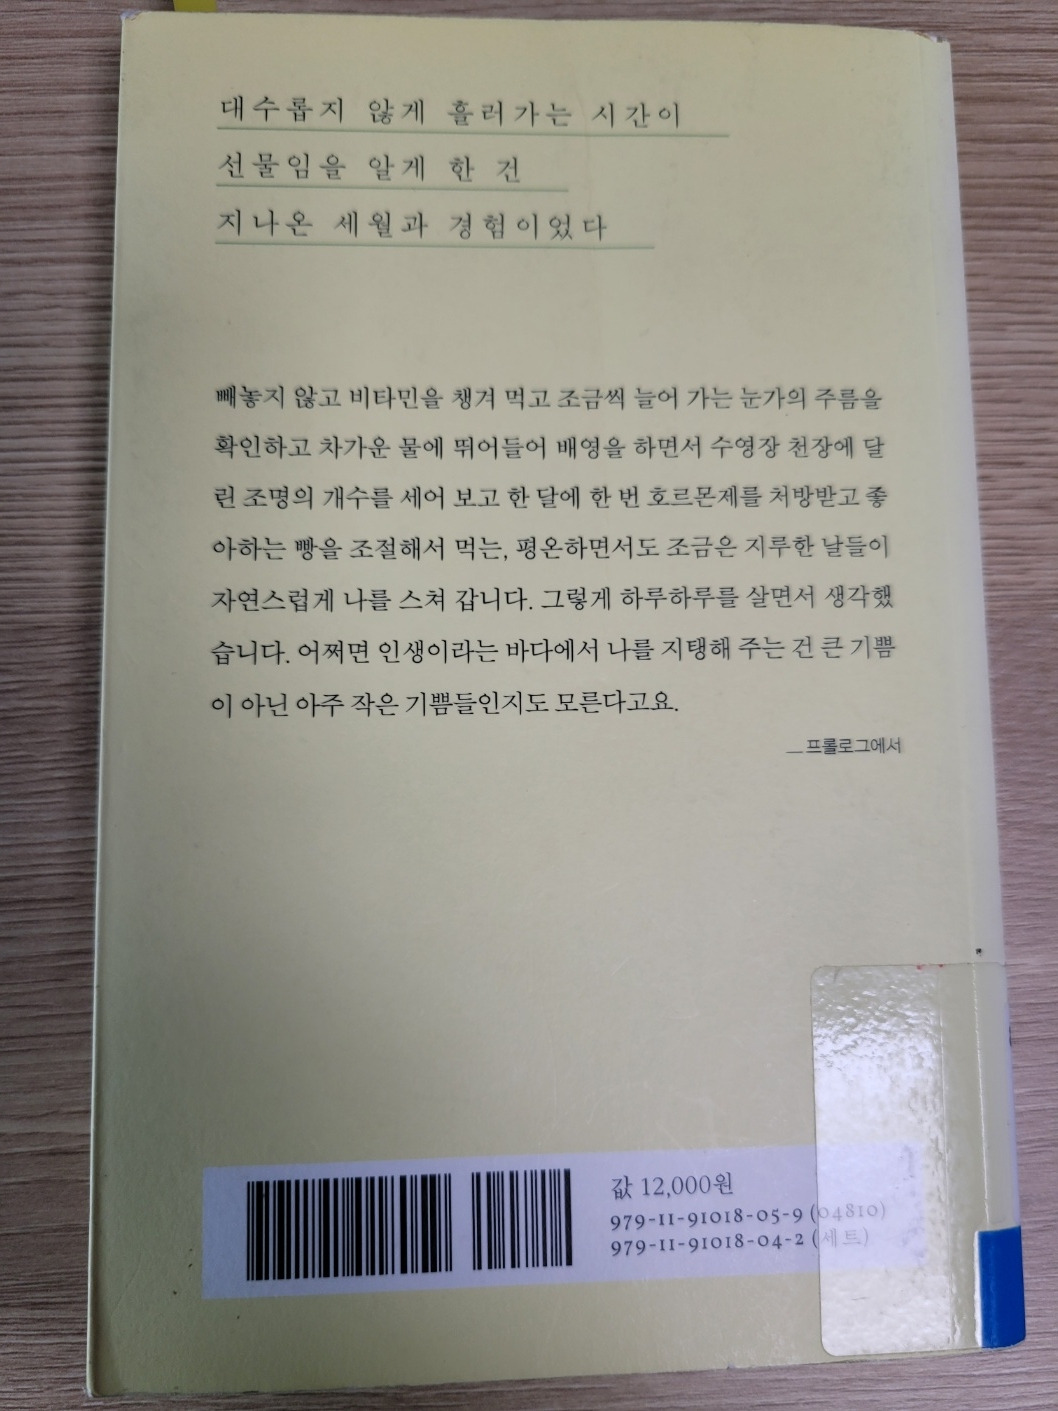 대수롭지 않게 흘러가는 시간이
선물임을 알게 한 건
지나온 세월과 경험이었다
빼놓지 않고 비타민을 챙겨 먹고 조금씩 늘어 가는 눈가의 주름을
확인하고 차가운 물에 뛰어들어 배영을 하면서 수영장 천장에 달
린 조명의 개수를 세어 보고 한 달에 한 번 호르몬제를 처방받고 좋
아하는 빵을 조절해서 먹는, 평온하면서도 조금은 지루한 날들이
자연스럽게 나를 스쳐 갑니다. 그렇게 하루하루를 살면서 생각했
습니다. 어쩌면 인생이라는 바다에서 나를 지탱해 주는 건 큰 기쁨
이 아닌 아주 작은 기쁨들인지도 모른다고요.
—프롤로그에서
값 12,000원
979-11-91018-05-9 (04810)
979-11-91018-04-2 (세트)